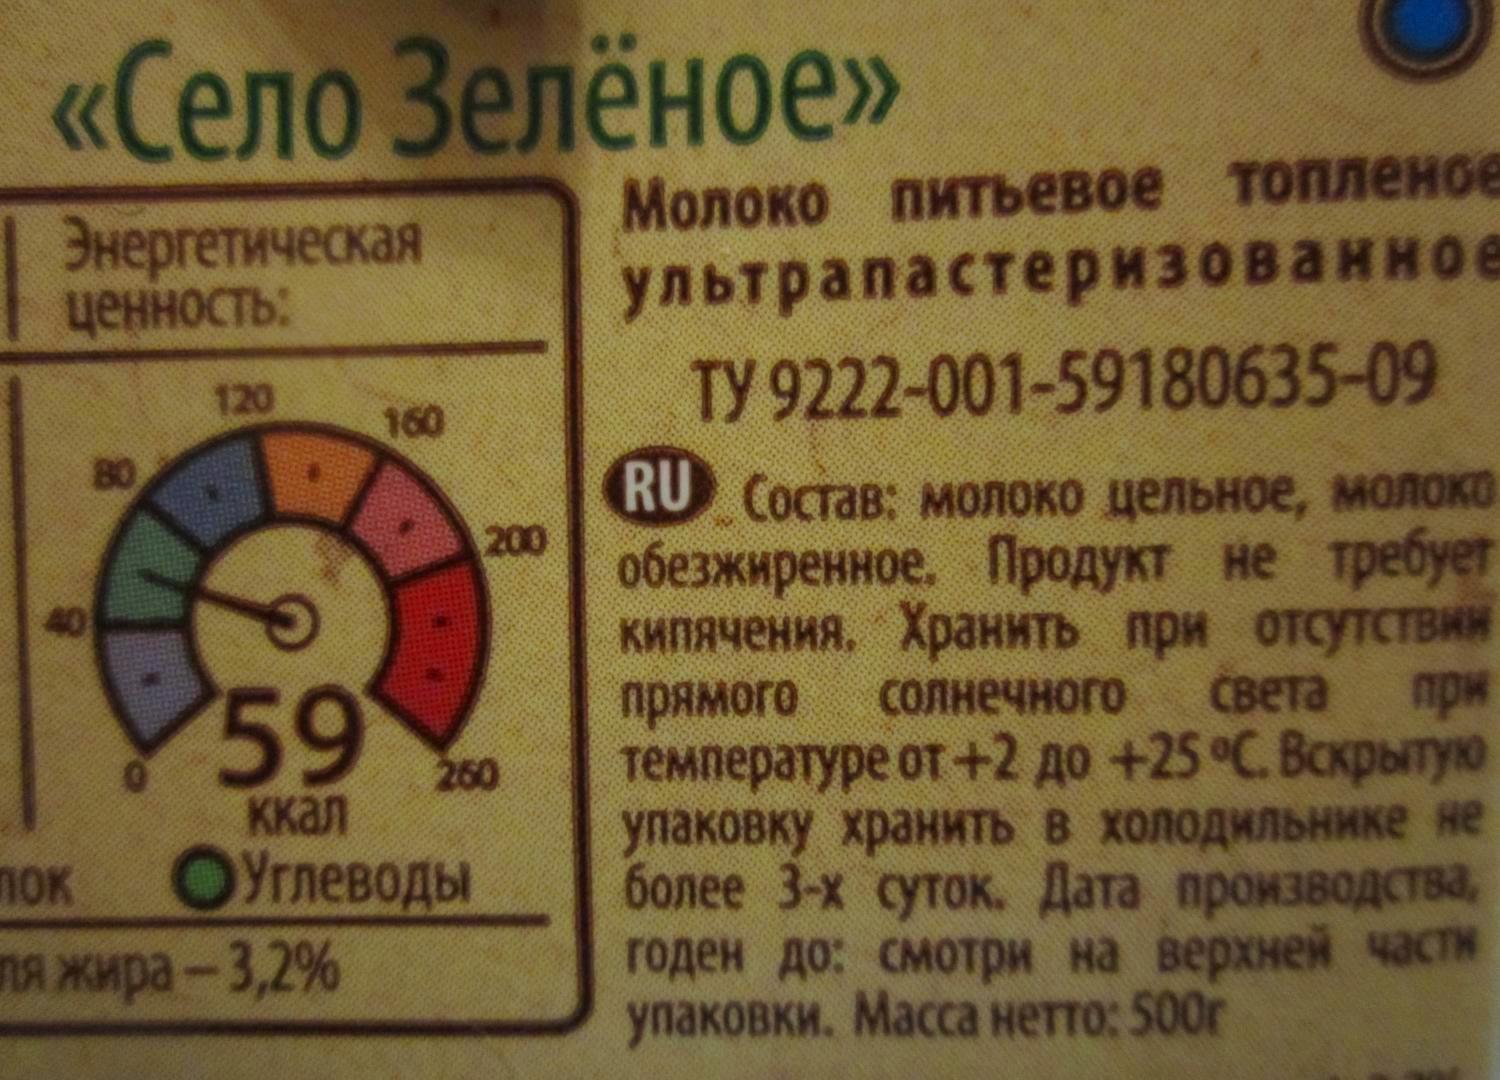 «Село Зелёное»
Энергетическая
ценность:
120
160
80
200
40
59
0
260
ккал
Углеводы
жира – 3,2%
Молоко питьевое топленое
ультрапастеризованное
ТУ 9222-001-59180635-09
RU Состав: молоко цельное, молоко
обезжиренное. Продукт не требует
кипячения. Хранить при отсутствии
прямого солнечного света при
температуре от +2 до +25 ºС. Вскрытую
упаковку хранить в холодильнике не
более 3-х суток. Дата производства,
годен до: смотри на верхней части
упаковки. Масса нетто: 500г